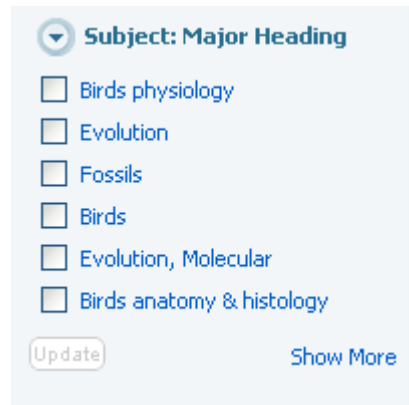 Subject: Major Heading
Birds physiology
Evolution
Fossils
Birds
Evolution, Molecular
Birds anatomy & histology
Update Show More